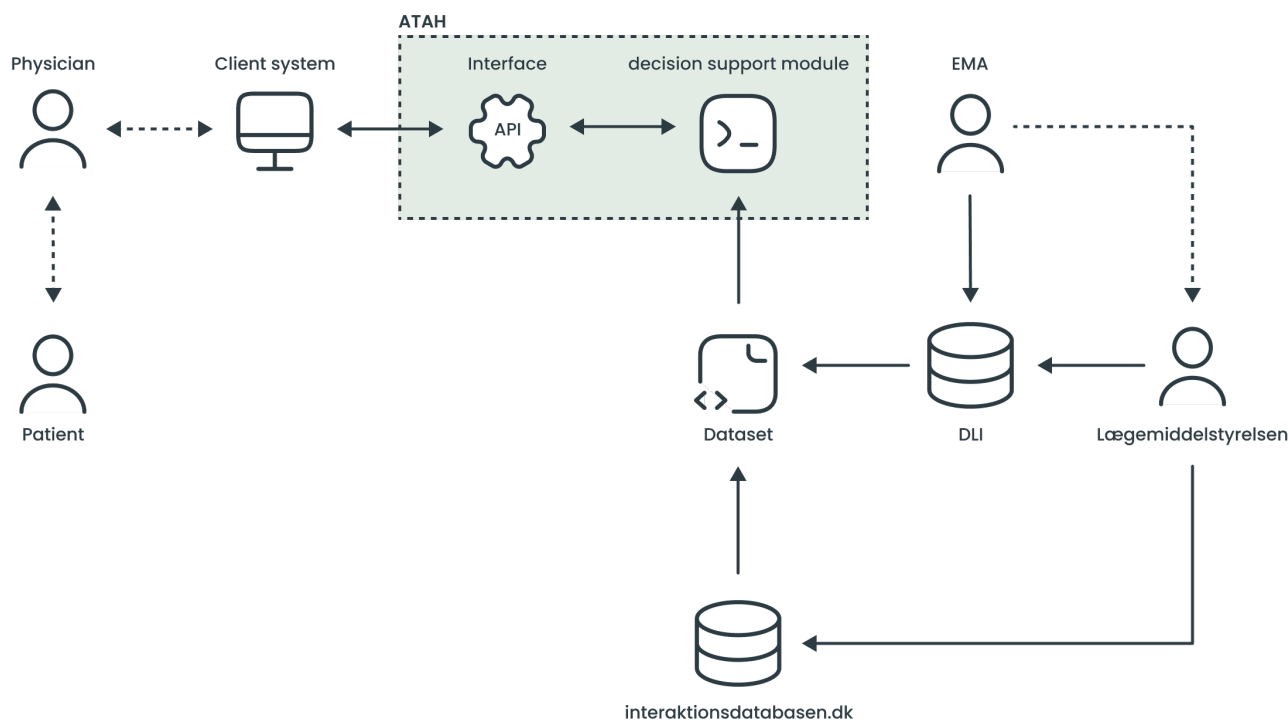 ATAH
Physician
Client system
Interface
decision support module
EMA
API
Patient
Dataset
DLI
Lægemiddelstyrelsen
interaktionsdatabasen.dk